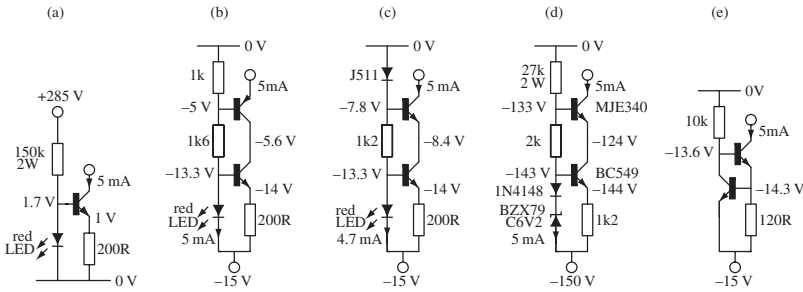 (a)
+285 V
150k
2W
5 mA
1.7 V
1 V
red
LED
200R
0 V
(b)
0 V
1k
5mA
–5 V
1k6
–5.6 V
–13.3 V
–14 V
red
LED
5 mA
200R
–15 V
(c)
0 V
J511
5mA
–7.8 V
1k2
–8.4 V
–13.3 V
–14 V
red
LED
4.7 mA
200R
–15 V
(d)
0 V
27k
2 W
5mA
–133 V
MJE340
2k
–124 V
–143 V
BC549
1N4148
–144 V
BZX79
C6V2
5 mA
1k2
–150 V
(e)
0V
10k
5mA
–13.6 V
–14.3 V
120R
–15 V